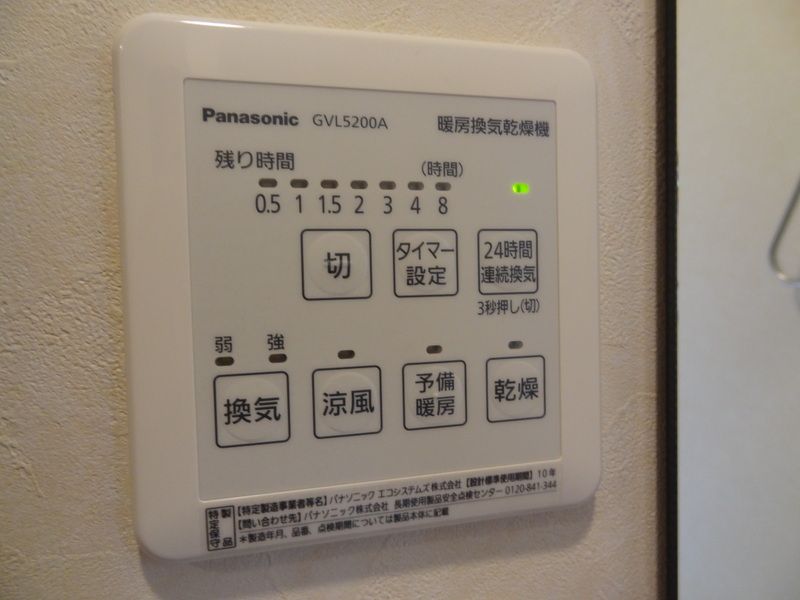 Panasonic GVL5200A 暖房換気乾燥機
残り時間 (時間)
0.5 1 1.5 2 3 4 8
切
タイマー
設定
24時間
連続換気
3秒押し(切)
弱 強
換気
涼風
予備
暖房
乾燥
特定保守製品
【特定製造事業者等名】パナソニック エコシステムズ株式会社 【設計標準使用期間】10年
【問い合わせ先】パナソニック株式会社 長期使用製品安全点検センター 0120-841-344
*製造年月、品番、点検期間については製品本体に記載